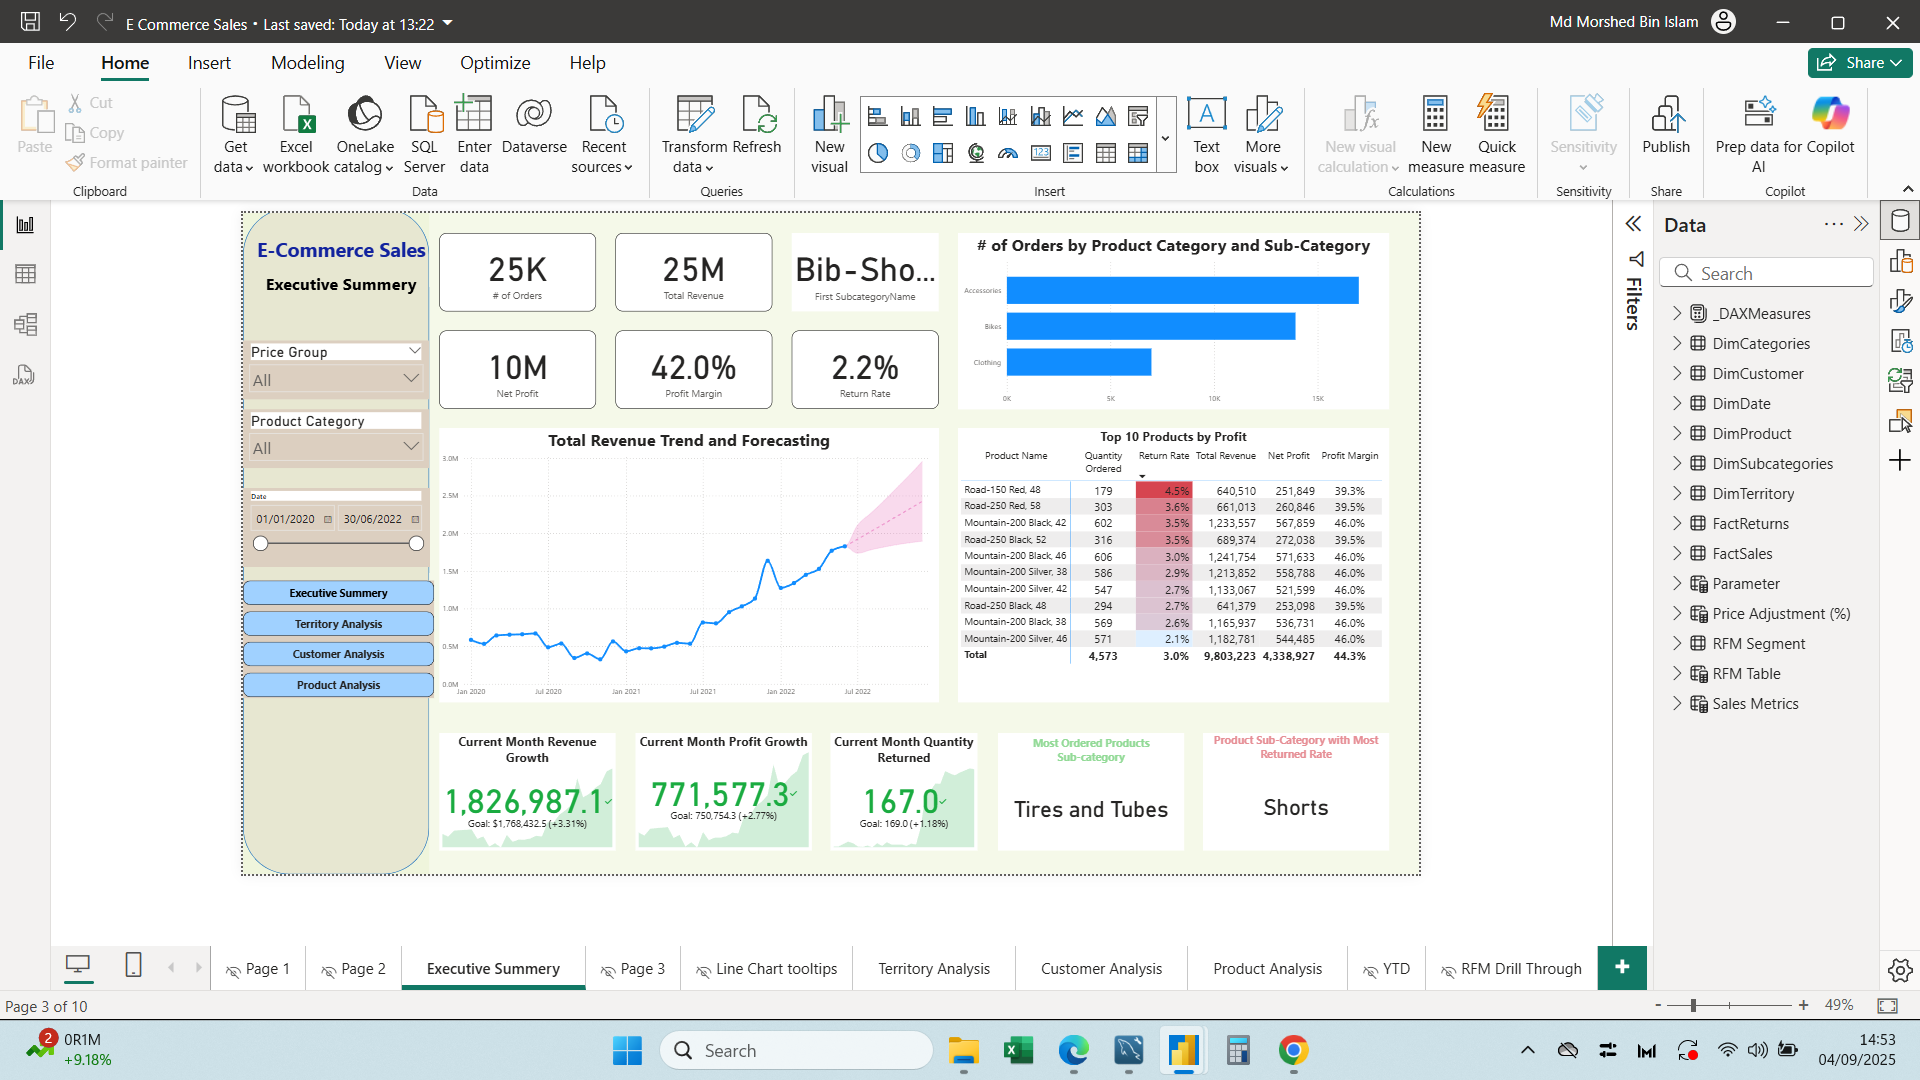 E Commerce Sales • Last saved: Today at 13:22
Md Morshed Bin Islam
File Home Insert Modeling View Optimize Help
Share
Paste
Cut
Copy
Format painter
Clipboard
Get data
Excel workbook
OneLake catalog
SQL Server
Enter data
Dataverse
Recent sources
Data
Transform data
Refresh
Queries
New visual
Text box
More visuals
Insert
New visual calculation
New measure
Quick measure
Calculations
Sensitivity
Sensitivity
Publish
Share
Prep data for AI
Copilot
Copilot
E-Commerce Sales
Executive Summery
Price Group
All
Product Category
All
Date
01/01/2020
30/06/2022
Executive Summery
Territory Analysis
Customer Analysis
Product Analysis
25K
# of Orders
25M
Total Revenue
Bib-Sho...
First SubcategoryName
10M
Net Profit
42.0%
Profit Margin
2.2%
Return Rate
# of Orders by Product Category and Sub-Category
Accessories
Bikes
Clothing
0K 5K 10K 15K
Total Revenue Trend and Forecasting
3.0M
2.5M
2.0M
1.5M
1.0M
0.5M
0.0M
Jan 2020 Jul 2020 Jan 2021 Jul 2021 Jan 2022 Jul 2022
Top 10 Products by Profit
Product Name Quantity Ordered Return Rate Total Revenue Net Profit Profit Margin
Road-150 Red, 48 179 4.5% 640,510 251,849 39.3%
Road-250 Red, 58 303 3.6% 661,013 260,846 39.5%
Mountain-200 Black, 42 602 3.5% 1,233,557 567,859 46.0%
Road-250 Black, 52 316 3.5% 689,374 272,038 39.5%
Mountain-200 Black, 46 606 3.0% 1,241,754 571,633 46.0%
Mountain-200 Silver, 38 586 2.9% 1,213,852 558,788 46.0%
Mountain-200 Silver, 42 547 2.7% 1,133,067 521,599 46.0%
Road-250 Black, 48 294 2.7% 641,379 253,098 39.5%
Mountain-200 Black, 38 569 2.6% 1,165,937 536,731 46.0%
Mountain-200 Silver, 46 571 2.1% 1,182,781 544,485 46.0%
Total 4,573 3.0% 9,803,223 4,338,927 44.3%
Current Month Revenue
Growth
1,826,987.1
Goal: $1,768,432.5 (+3.31%)
Current Month Profit Growth
771,577.3
Goal: 750,754.3 (+2.77%)
Current Month Quantity
Returned
167.0
Goal: 169.0 (+1.18%)
Most Ordered Products
Sub-category
Tires and Tubes
Product Sub-Category with Most
Returned Rate
Shorts
Filters
Data
Search
_DAXMeasures
DimCategories
DimCustomer
DimDate
DimProduct
DimSubcategories
DimTerritory
FactReturns
FactSales
Parameter
Price Adjustment (%)
RFM Segment
RFM Table
Sales Metrics
Page 1 Page 2 Executive Summery Page 3 Line Chart tooltips Territory Analysis Customer Analysis Product Analysis YTD RFM Drill Through
Page 3 of 10
49%
2
0R1M
+9.18%
Search
14:53
04/09/2025